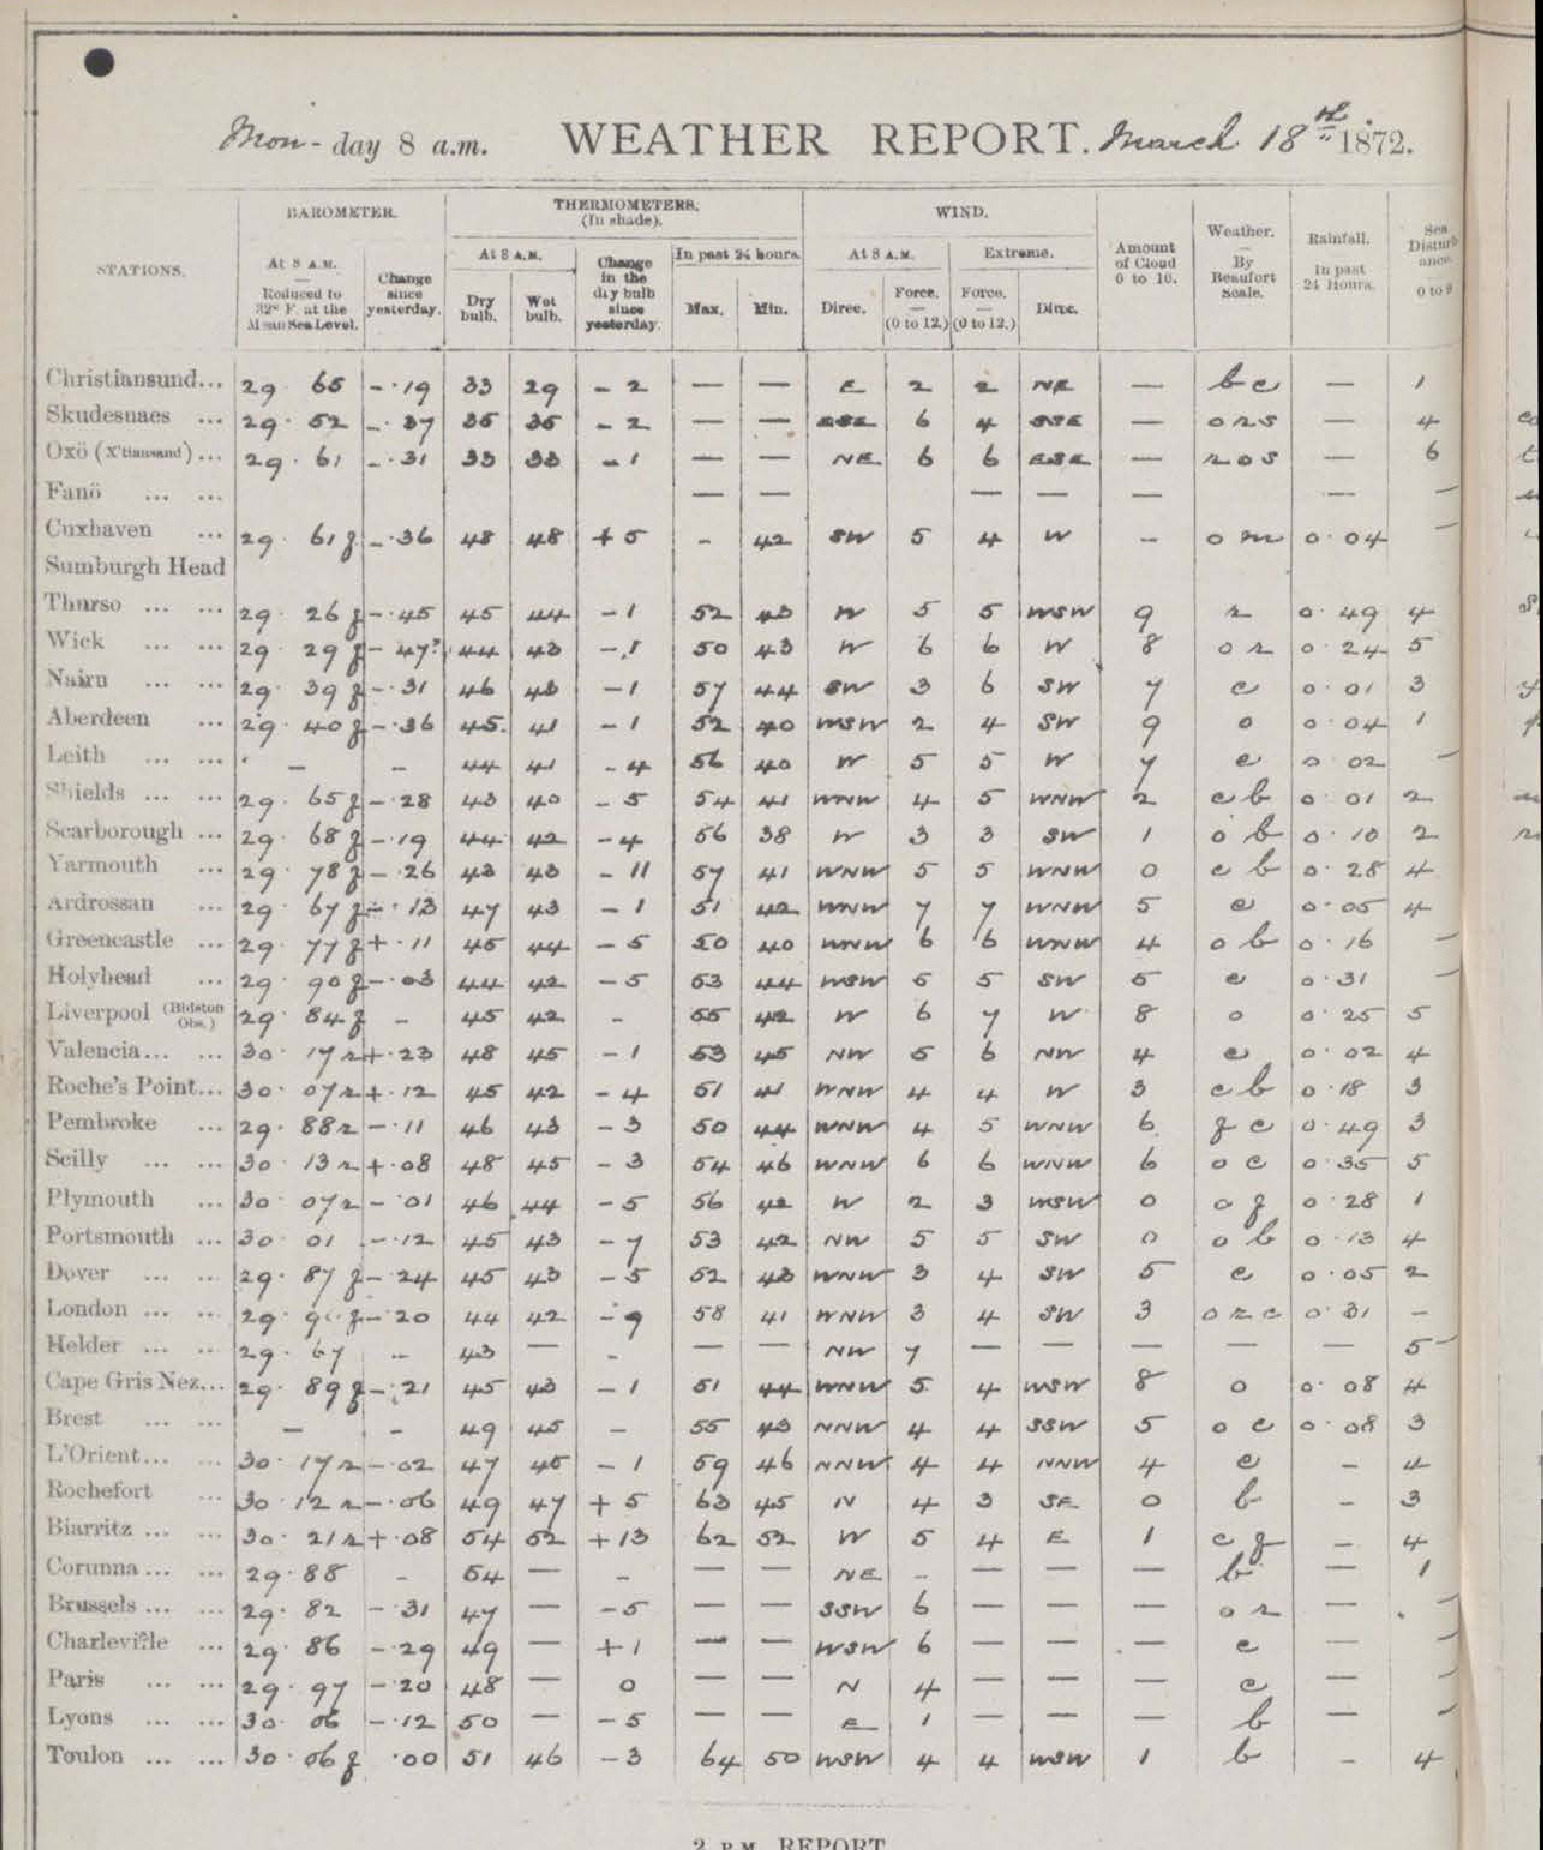 Mon-day 8 a.m. WEATHER REPORT. March 18th 1872.
STATIONS. BAROMETER. THERMOMETERS. (In shade). WIND. Amount of Cloud 0 to 10. Weather. — By Beaufort scale. Rainfall. In past 24 Hours. Sea Disturbance. 0 to 9
At 8 A.M. — Reduced to 32° F. at the Mean Sea Level. Change since yesterday. At 8 A.M. Dry bulb. Wet bulb. Change in the dry bulb since yesterday. In past 24 hours. Max. Min. At 8 A.M. Direc. Force. — (0 to 12.) Extreme. Force. — (0 to 12.) Direc.
Christiansund... 29 65 -.19 33 29 -2 — — E 2 2 NE — bc — 1
Skudesnaes ... 29.52 -.37 35 35 -2 — — ESE 6 4 SSE — ors — 4
Oxö (X'tiansand)... 29.61 -.31 33 33 -1 — — NE 6 6 ESE — ros — 6
Fanö ... ... — — — — — — —
Cuxhaven ... 29.61 f -.36 48 48 +5 - 42 SW 5 4 W - om 0.04 —
Sumburgh Head
Thurso ... ... 29 26 f -.45 45 44 -1 52 43 W 5 5 WSW 9 r 0.49 4
Wick ... ... 29 29 f - 47? 44 43 -.1 50 43 W 6 6 W 8 or 0.24 5
Nairn ... ... 29. 39 f -.31 46 43 -1 57 44 SW 3 6 SW 7 c 0.01 3
Aberdeen ... 29 40 f -.36 45. 41 -1 52 40 WSW 2 4 SW 9 o 0.04 1
Leith ... ... - - 44 41 -4 56 40 W 5 5 W 7 c 0 02 —
Shields ... ... 29. 65 f -.28 43 40 -5 54 41 WNW 4 5 WNW 2 cb 0 01 2
Scarborough ... 29. 68 f -.19 44 42 -4 56 38 W 3 3 SW 1 ob 0.10 2
Yarmouth ... 29. 78 f -.26 43 43 -11 57 41 WNW 5 5 WNW 0 cb 0.28 4
Ardrossan ... 29. 67 f -.13 47 43 -1 51 42 WNW 7 7 WNW 5 c 0.05 4
Greencastle ... 29. 77 f +.11 45 44 -5 50 40 WNW 6 6 WNW 4 ob 0.16 —
Holyhead ... 29. 90 f -.03 44 42 -5 53 44 WSW 5 5 SW 5 c 0.31 —
Liverpool (Bidston Obs.) 29. 84 f - 45 42 - 55 42 W 6 7 W 8 o 0.25 5
Valencia... ... 30. 17 r +.23 48 45 -1 53 45 NW 5 6 NW 4 c 0.02 4
Roche's Point... 30 07 r +.12 45 42 -4 51 41 WNW 4 4 W 3 cb 0.18 3
Pembroke ... 29. 88 r -.11 46 43 -3 50 44 WNW 4 5 WNW 6 gc 0.49 3
Scilly ... ... 30 13 r +.08 48 45 -3 54 46 WNW 6 6 WNW 6 oc 0.35 5
Plymouth ... 30 07 r -.01 46 44 -5 56 42 W 2 3 WSW 0 og 0.28 1
Portsmouth ... 30 01 -.12 45 43 -7 53 42 NW 5 5 SW 0 ob 0.13 4
Dover ... ... 29. 87 f -24 45 43 -5 52 43 WNW 3 4 SW 5 c 0.05 2
London ... ... 29. f -20 44 42 -9 58 41 WNW 3 4 SW 3 orc 0.31 -
Helder ... ... 29. 67 - 43 — - — — NW 7 — — — — — 5
Cape Gris Nez... 29. 89 f -.21 45 43 -1 51 44 WNW 5 4 WSW 8 o 0.08 4
Brest ... ... - - 49 45 - 55 43 NNW 4 4 SSW 5 oc 0.08 3
L'Orient... ... 30. 17 r -.02 47 45 -1 59 46 NNW 4 4 NNW 4 c - 4
Rochefort ... 30.12 r -.06 49 47 +5 63 45 N 4 3 SE 0 b - 3
Biarritz ... ... 30. 21 r +.08 54 52 +13 62 52 W 5 4 E 1 cg - 4
Corunna ... ... 29.88 - 54 — - — — NE - — — — b — 1
Brussels ... ... 29. 82 -.31 47 — -5 — — SSW 6 — — — or — —
Charleville ... 29. 86 -.29 49 — +1 — — WSW 6 — — — c — —
Paris ... ... 29. 97 -20 48 — 0 — — N 4 — — — c — —
Lyons ... ... 30. 06 -.12 50 — -5 — — E 1 — — — b — —
Toulon ... ... 30.06 f .00 51 46 -3 64 50 WSW 4 4 WSW 1 b - 4
2 P.M. REPORT